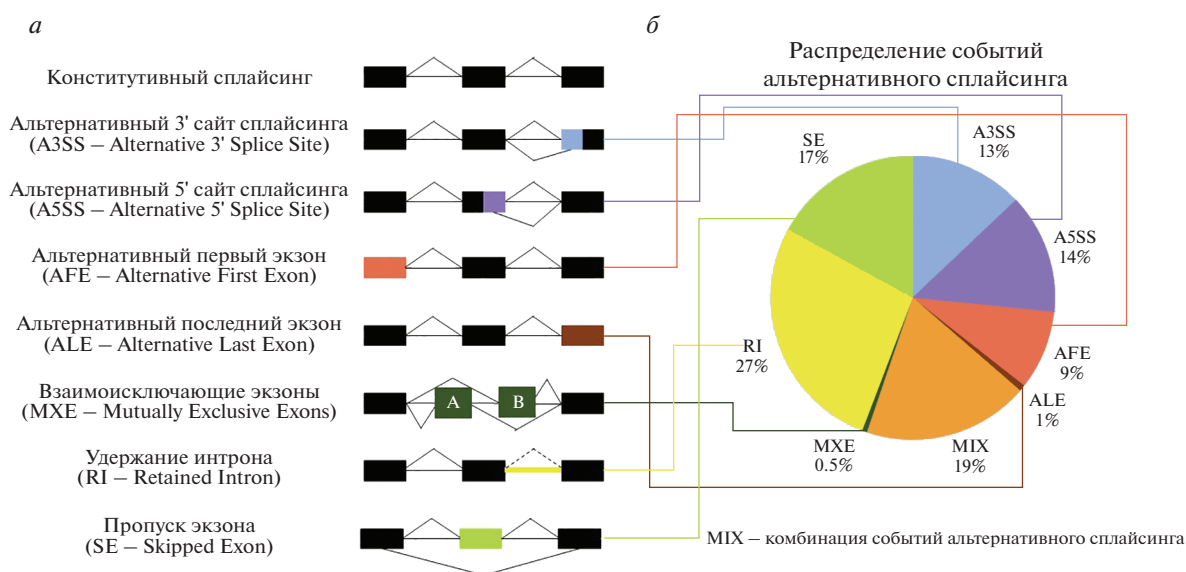 а
Конститутивный сплайсинг
Альтернативный 3' сайт сплайсинга
(A3SS – Alternative 3' Splice Site)
Альтернативный 5' сайт сплайсинга
(A5SS – Alternative 5' Splice Site)
Альтернативный первый экзон
(AFE – Alternative First Exon)
Альтернативный последний экзон
(ALE – Alternative Last Exon)
Взаимоисключающие экзоны
(MXE – Mutually Exclusive Exons)
A
B
Удержание интрона
(RI – Retained Intron)
Пропуск экзона
(SE – Skipped Exon)
б
Распределение событий
альтернативного сплайсинга
SE
17%
A3SS
13%
A5SS
14%
AFE
9%
ALE
1%
MIX
19%
MXE
0.5%
RI
27%
MIX – комбинация событий альтернативного сплайсинга